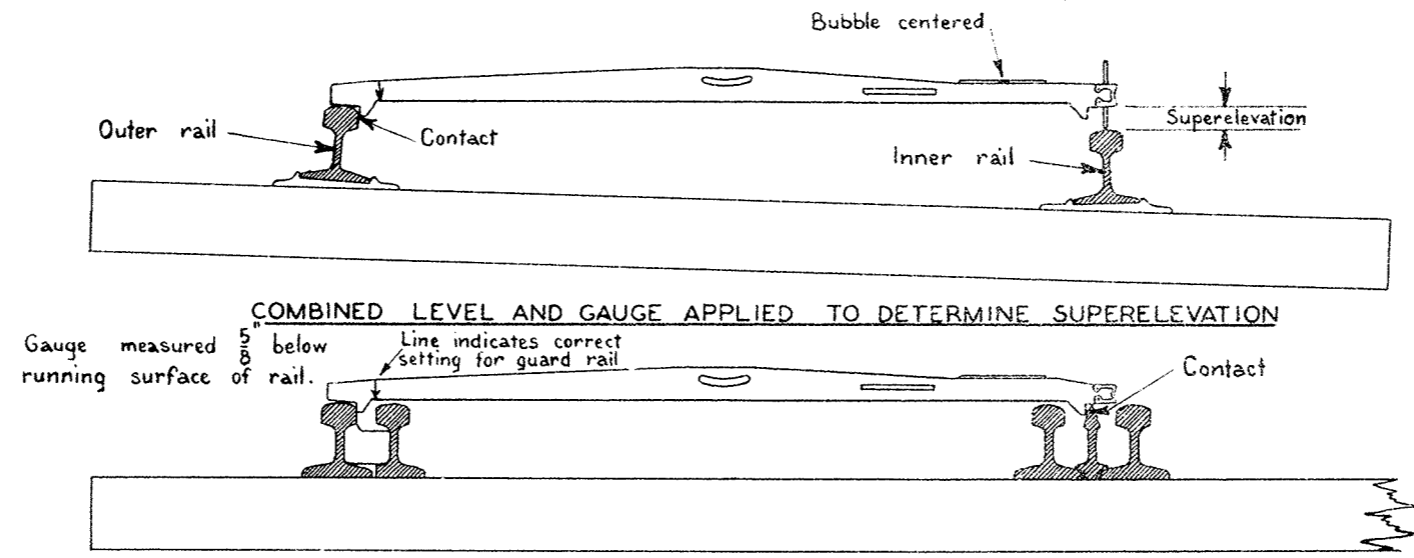 Bubble centered
Superelevation
Outer rail
Contact
Inner rail
COMBINED LEVEL AND GAUGE APPLIED TO DETERMINE SUPERELEVATION
Gauge measured 5/8" below
running surface of rail.
Line indicates correct
setting for guard rail
Contact